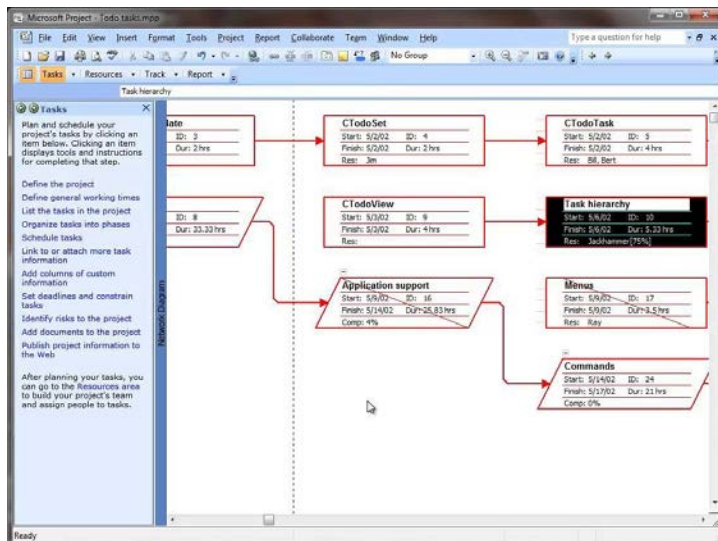 Microsoft Project - Todo tasks.mpp
File Edit View Insert Format Tools Project Report Collaborate Team Window Help
Type a question for help
No Group
Tasks Resources Track Report
Task hierarchy
Tasks
Plan and schedule your
project's tasks by clicking an
item below. Clicking an item
displays tools and instructions
for completing that step.
Define the project
Define general working times
List the tasks in the project
Organize tasks into phases
Schedule tasks
Link to or attach more task
information
Add columns of custom
information
Set deadlines and constrain
tasks
Identify risks to the project
Add documents to the project
Publish project information to
the Web
After planning your tasks, you
can go to the Resources area
to build your project's team
and assign people to tasks.
Network Diagram
late
ID: 3
Dur: 2 hrs
CTodoSet
Start: 5/2/02 ID: 4
Finish: 5/2/02 Dur: 2 hrs
Res: Jim
CTodoTask
Start: 5/2/02 ID: 5
Finish: 5/2/02 Dur: 4 hrs
Res: Bill, Bert
ID: 8
Dur: 33.33 hrs
CTodoView
Start: 5/3/02 ID: 9
Finish: 5/3/02 Dur: 4 hrs
Res:
Task hierarchy
Start: 5/6/02 ID: 10
Finish: 5/6/02 Dur: 5.33 hrs
Res: Jackhammer[75%]
Application support
Start: 5/9/02 ID: 16
Finish: 5/14/02 Dur: 25.83 hrs
Comp: 4%
Menus
Start: 5/9/02 ID: 17
Finish: 5/9/02 Dur: 3.5 hrs
Res: Ray
Commands
Start: 5/14/02 ID: 24
Finish: 5/17/02 Dur: 21 hrs
Comp: 0%
Ready